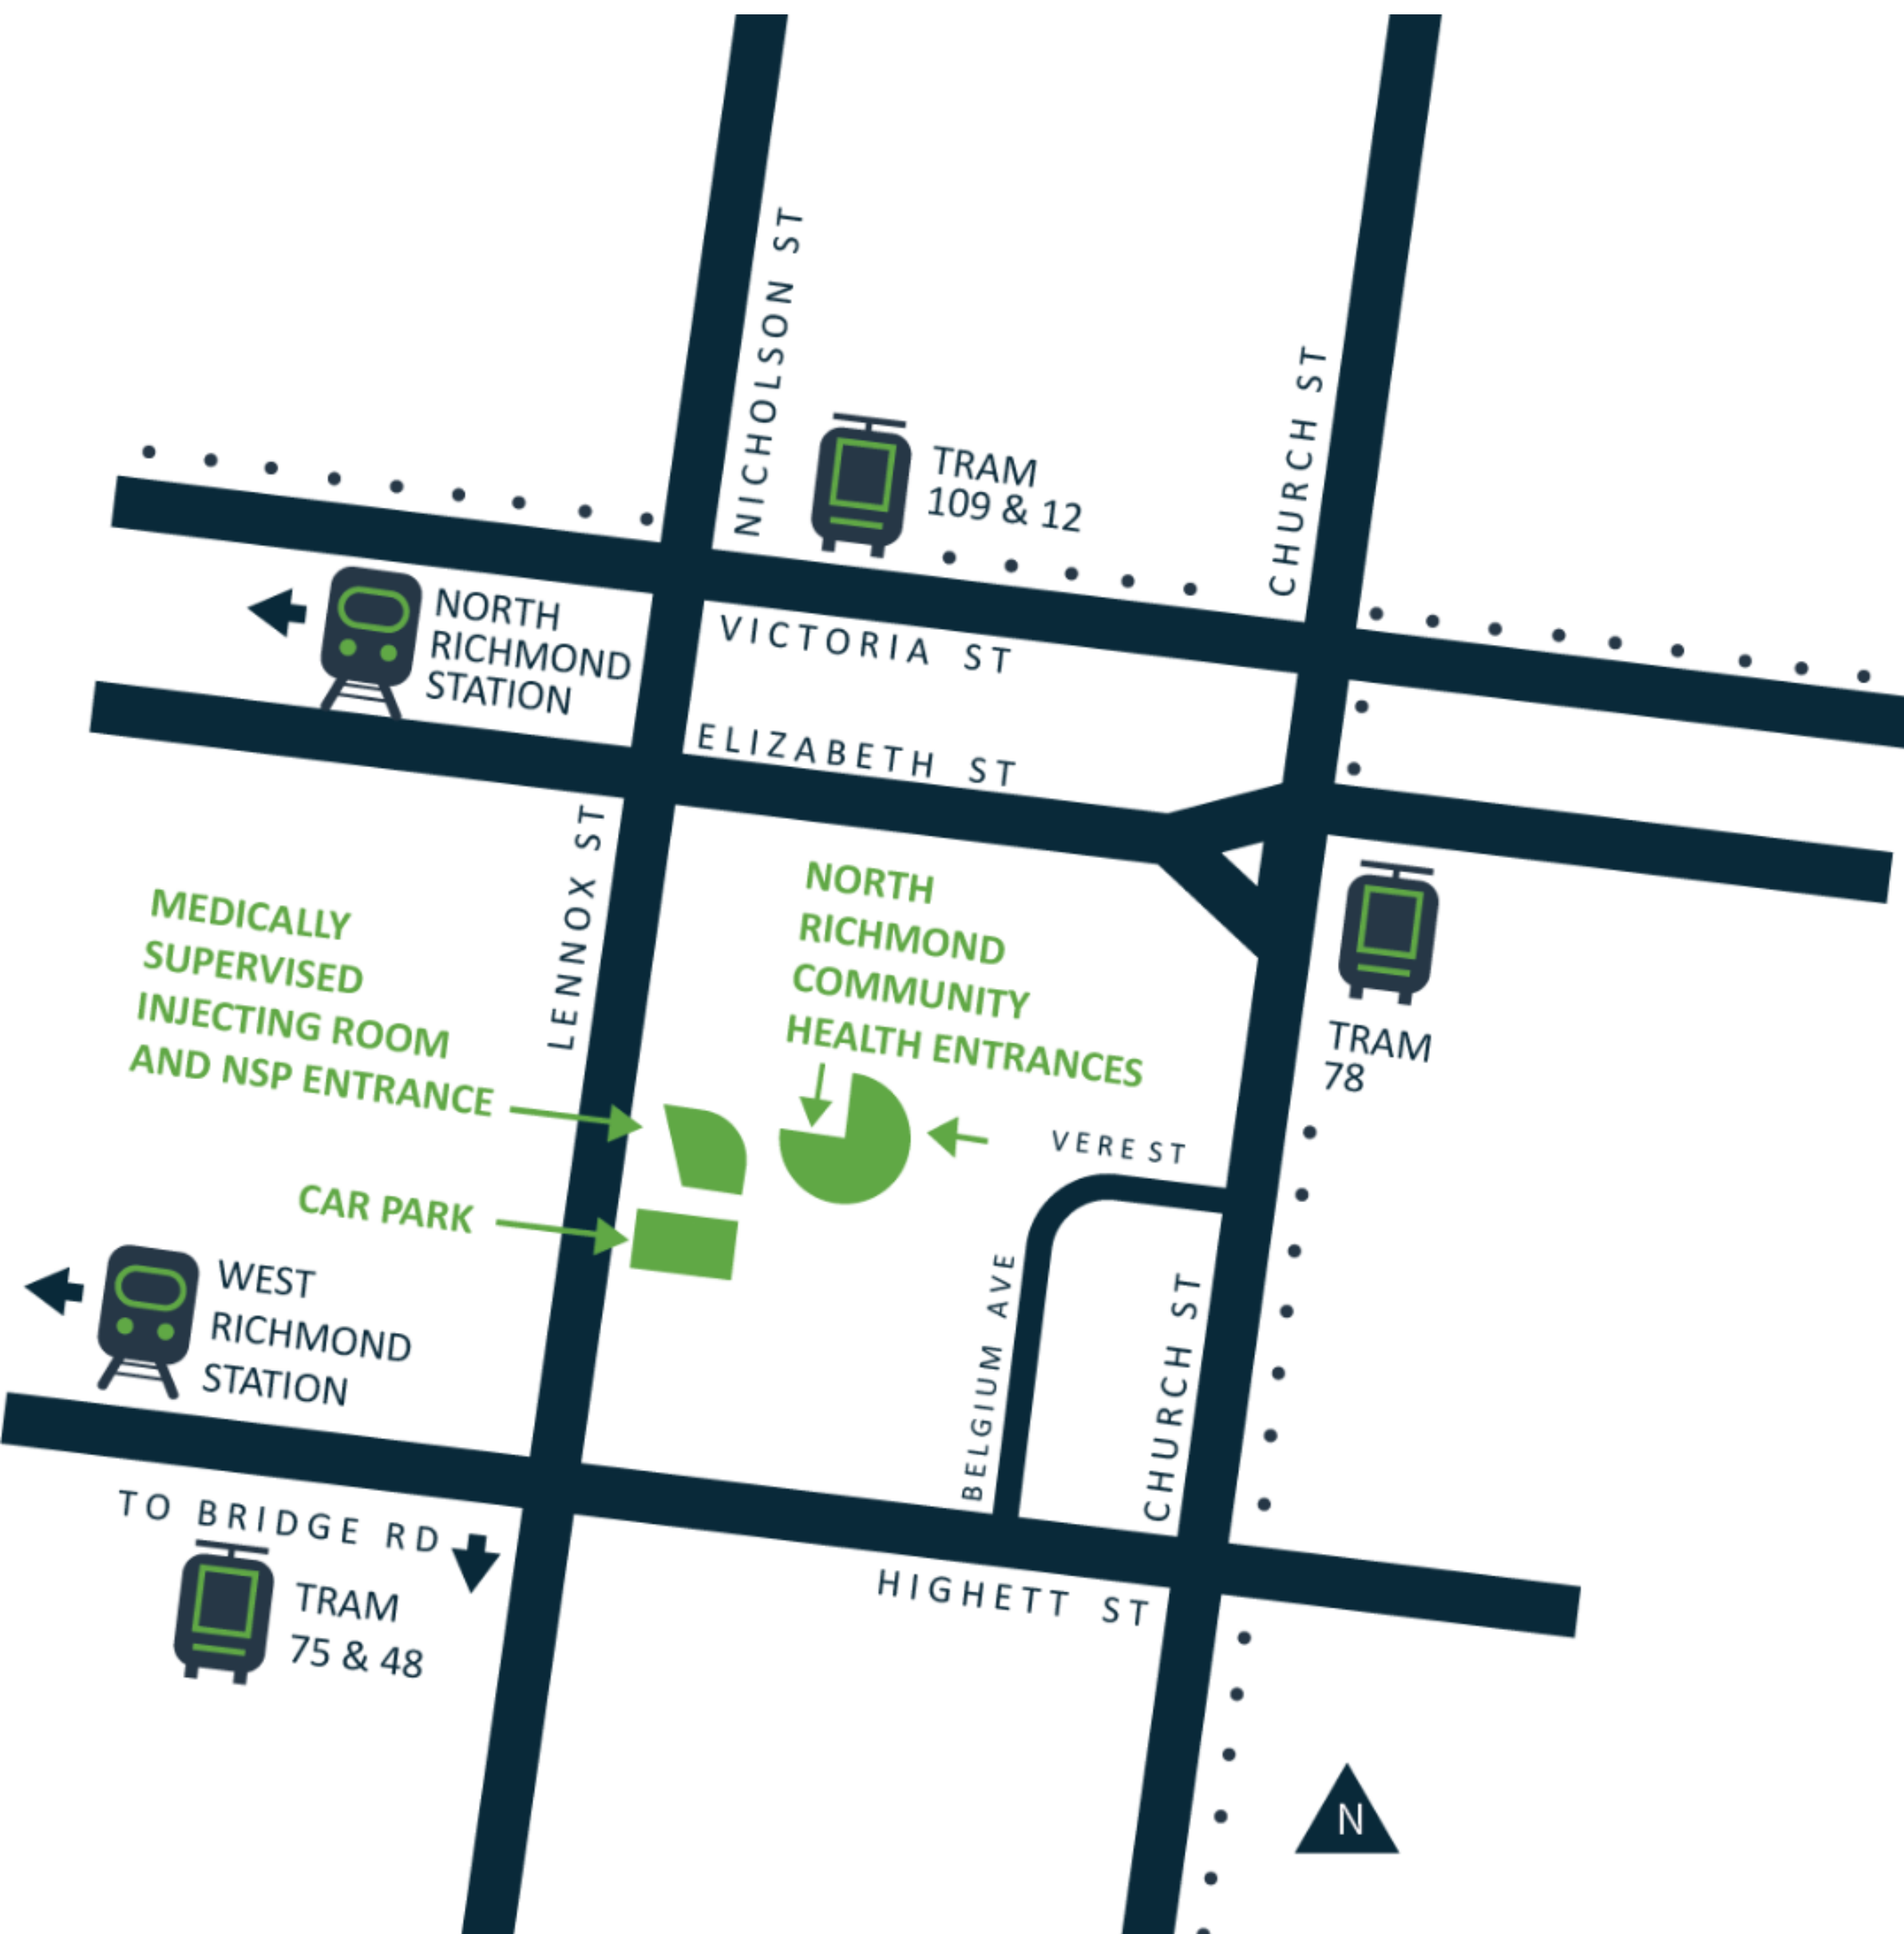 NICHOLSON ST
CHURCH ST
TRAM
109 & 12
NORTH
RICHMOND
STATION
VICTORIA ST
ELIZABETH ST
LENNOX ST
MEDICALLY
SUPERVISED
INJECTING ROOM
AND NSP ENTRANCE
NORTH
RICHMOND
COMMUNITY
HEALTH ENTRANCES
TRAM
78
VERE ST
CAR PARK
WEST
RICHMOND
STATION
BELGIUM AVE
CHURCH ST
TO BRIDGE RD
TRAM
75 & 48
HIGHETT ST
N